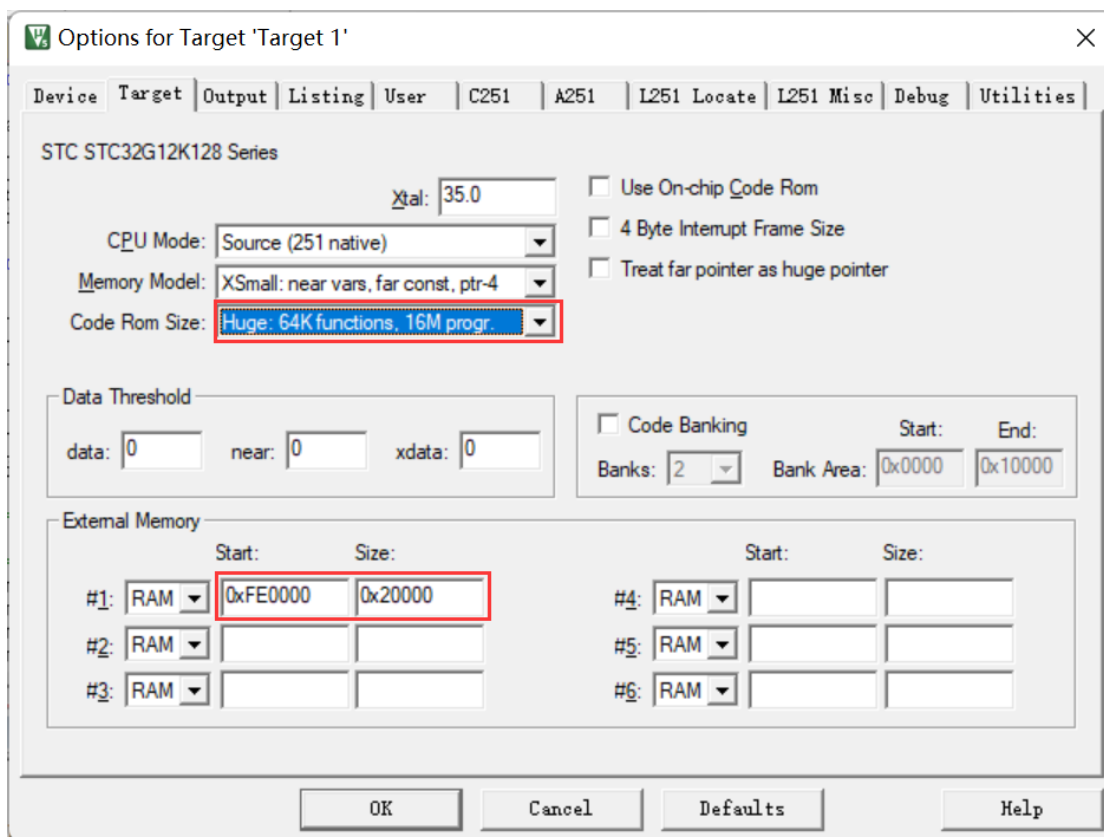 Options for Target 'Target 1'
Device Target Output Listing User C251 A251 L251 Locate L251 Misc Debug Utilities
STC STC32G12K128 Series
Xtal: 35.0
Use On-chip Code Rom
CPU Mode: Source (251 native)
4 Byte Interrupt Frame Size
Memory Model: XSmall: near vars, far const, ptr-4
Treat far pointer as huge pointer
Code Rom Size: Huge: 64K functions, 16M progr.
Data Threshold
data: 0 near: 0 xdata: 0
Code Banking Start: End:
Banks: 2 Bank Area: 0x0000 0x10000
External Memory
Start: Size: Start: Size:
#1: RAM 0xFE0000 0x20000 #4: RAM
#2: RAM #5: RAM
#3: RAM #6: RAM
OK Cancel Defaults Help